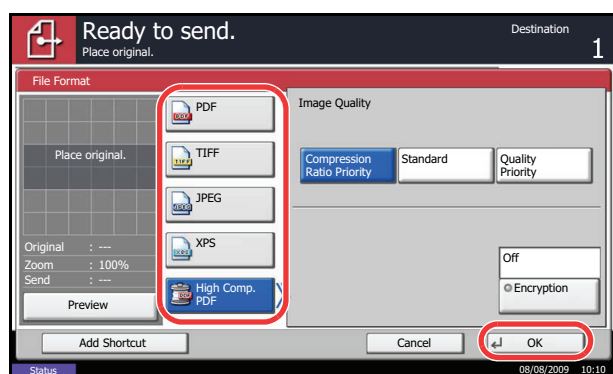 Ready to send.
Destination
Place original.
1
File Format
Place original.
Original : ---
Zoom : 100%
Send : ---
Preview
PDF
TIFF
JPEG
XPS
High Comp.
PDF
Image Quality
Compression
Ratio Priority
Standard
Quality
Priority
Off
Encryption
Add Shortcut
Cancel
OK
Status
08/08/2009 10:10